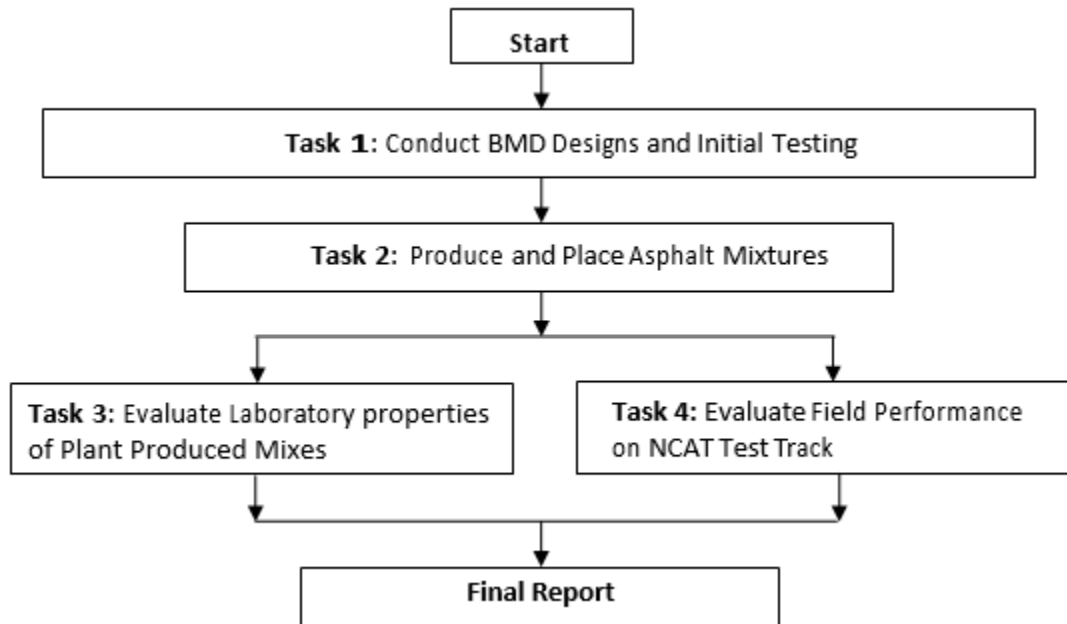 Start
Task 1: Conduct BMD Designs and Initial Testing
Task 2: Produce and Place Asphalt Mixtures
Task 3: Evaluate Laboratory properties
of Plant Produced Mixes
Task 4: Evaluate Field Performance
on NCAT Test Track
Final Report